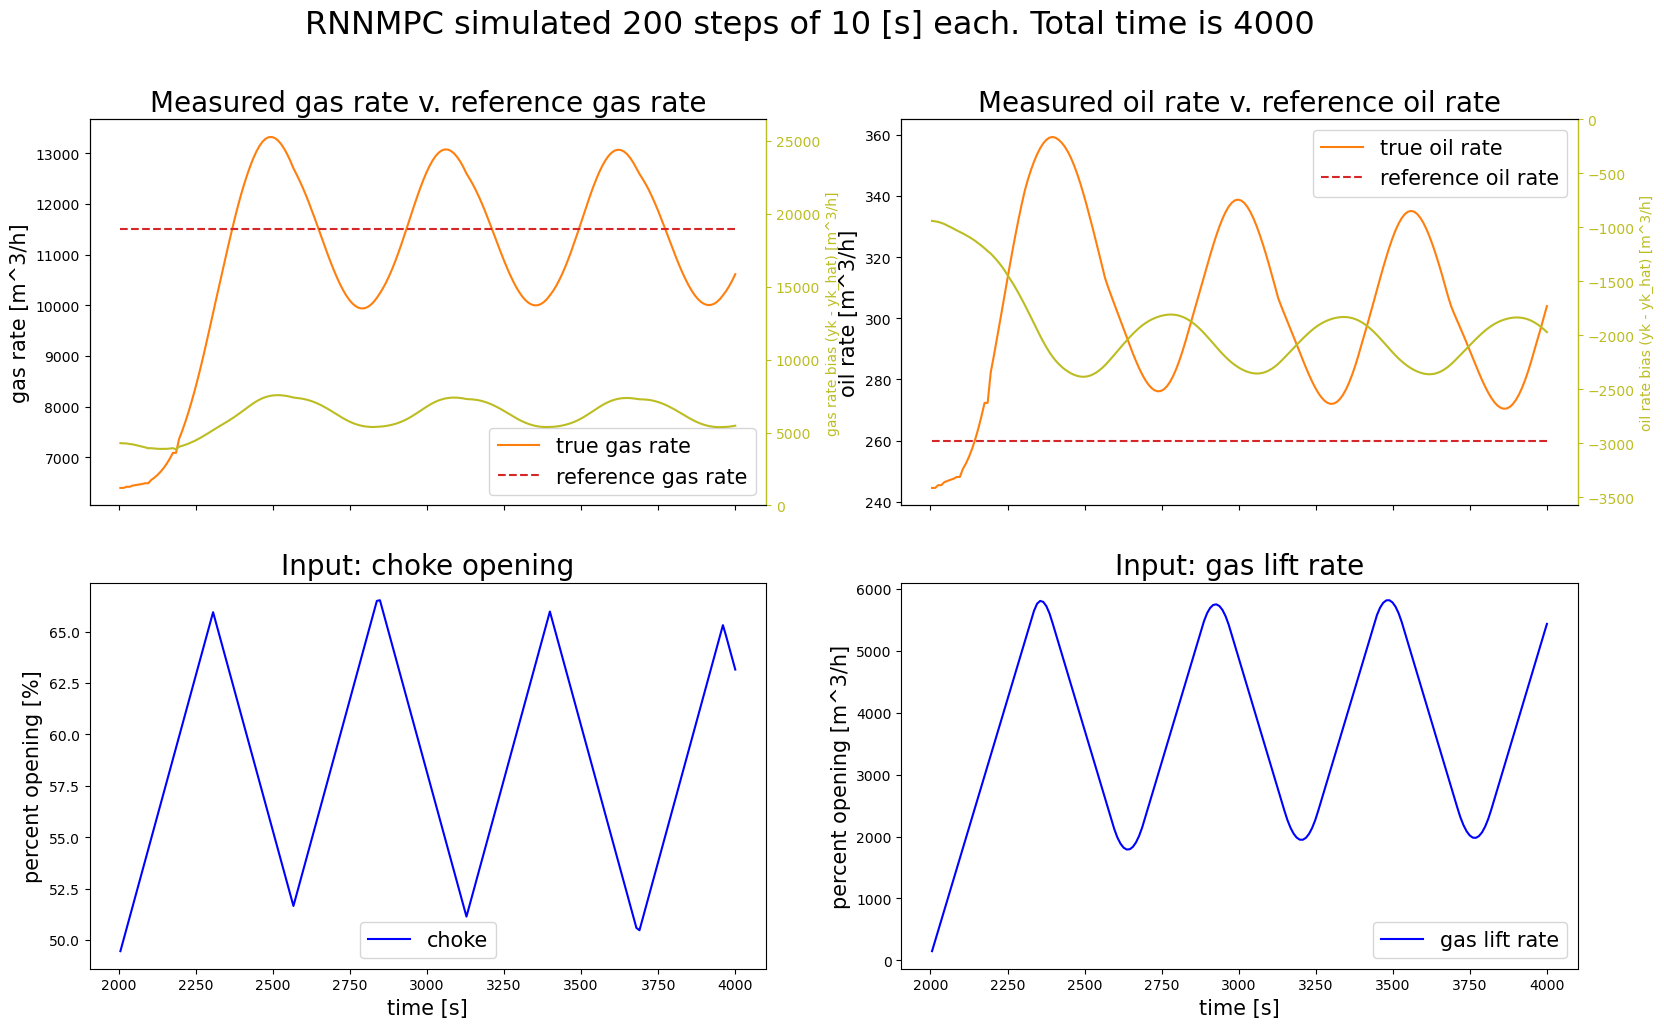 RNNMPC simulated 200 steps of 10 [s] each. Total time is 4000
Measured gas rate v. reference gas rate
gas rate [m^3/h]
13000
12000
11000
10000
9000
8000
7000
25000
20000
15000
10000
5000
0
gas rate bias (yk - yk_hat) [m^3/h]
true gas rate
reference gas rate
Measured oil rate v. reference oil rate
oil rate [m^3/h]
360
340
320
300
280
260
240
0
−500
−1000
−1500
−2000
−2500
−3000
−3500
oil rate bias (yk - yk_hat) [m^3/h]
true oil rate
reference oil rate
Input: choke opening
percent opening [%]
65.0
62.5
60.0
57.5
55.0
52.5
50.0
choke
2000 2250 2500 2750 3000 3250 3500 3750 4000
time [s]
Input: gas lift rate
percent opening [m^3/h]
6000
5000
4000
3000
2000
1000
0
gas lift rate
2000 2250 2500 2750 3000 3250 3500 3750 4000
time [s]